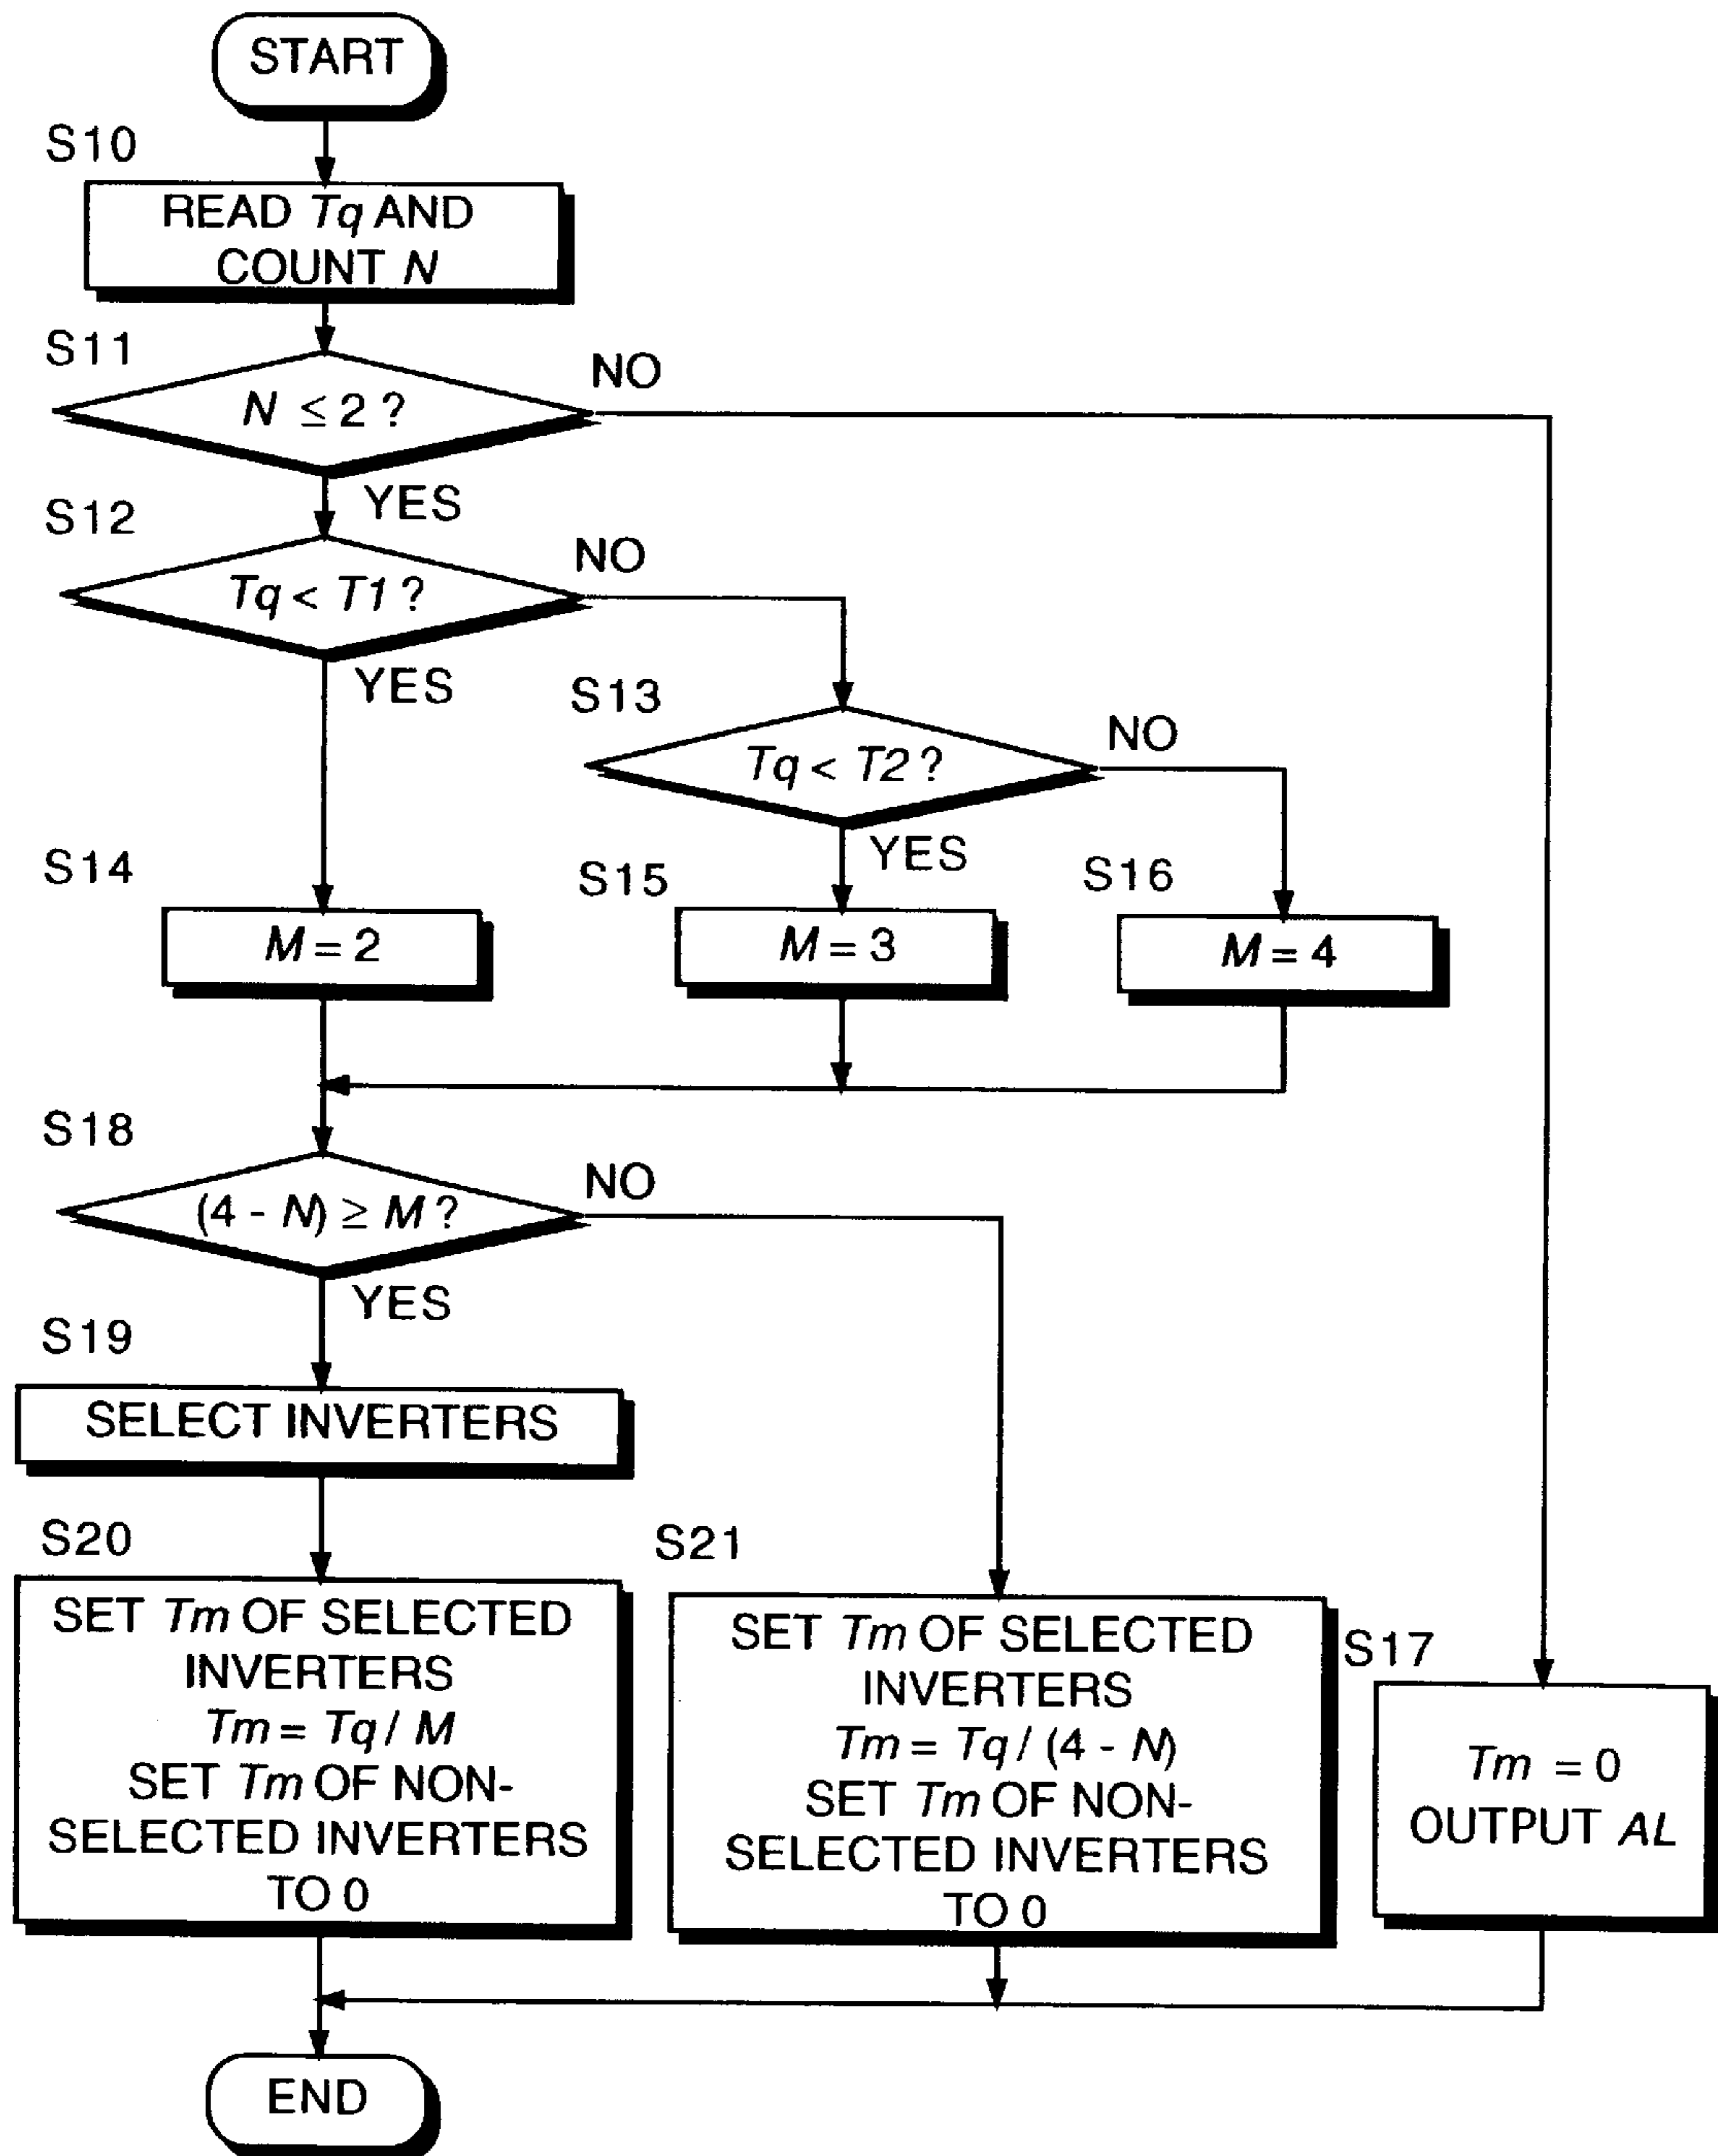 START
S10
READ Tq AND
COUNT N
S11
N ≤ 2 ?
NO
YES
S12
Tq < T1 ?
NO
YES
S13
Tq < T2 ?
NO
YES
S14
M = 2
S15
M = 3
S16
M = 4
S18
(4 - N) ≥ M ?
NO
YES
S19
SELECT INVERTERS
S20
SET Tm OF SELECTED
INVERTERS
Tm = Tq / M
SET Tm OF NON-
SELECTED INVERTERS
TO 0
S21
SET Tm OF SELECTED
INVERTERS
Tm = Tq / (4 - N)
SET Tm OF NON-
SELECTED INVERTERS
TO 0
S17
Tm = 0
OUTPUT AL
END